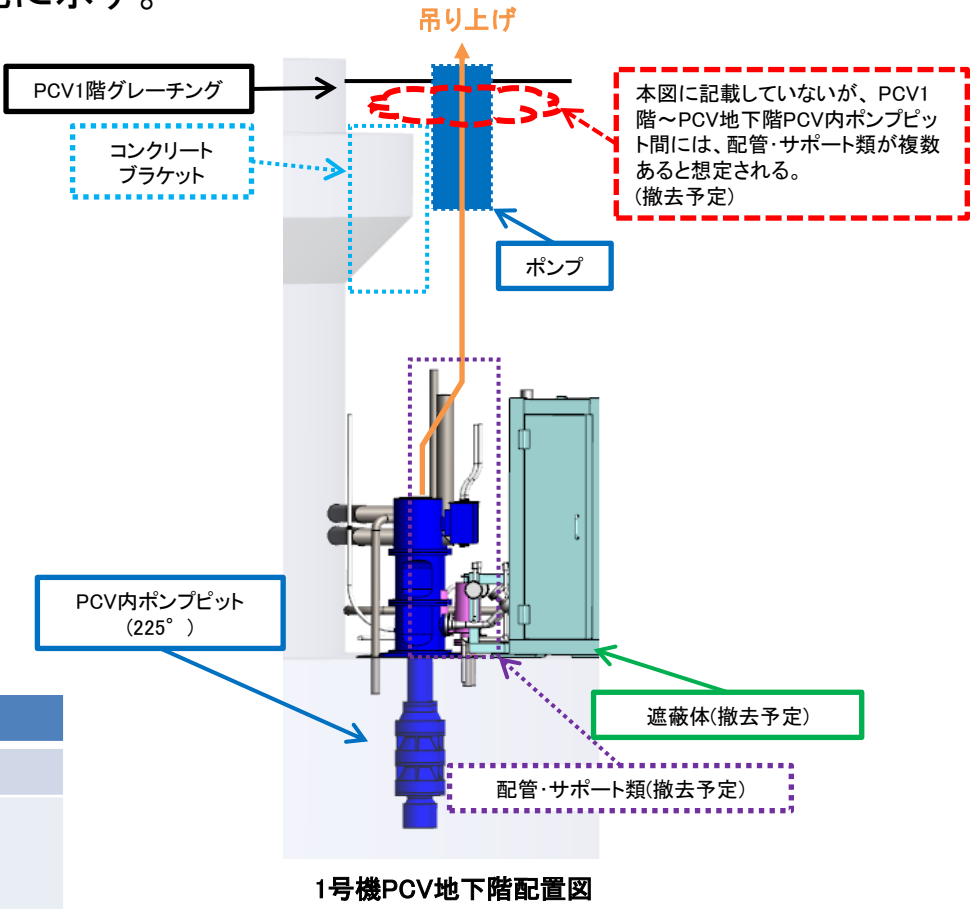 に示す。
吊り上げ
PCV1階グレーチング
コンクリート
ブラケット
本図に記載していないが、PCV1
階～PCV地下階PCV内ポンプピッ
ト間には、配管・サポート類が複数
あると想定される。
(撤去予定)
ポンプ
PCV内ポンプピット
(225°)
遮蔽体(撤去予定)
配管・サポート類(撤去予定)
1号機PCV地下階配置図